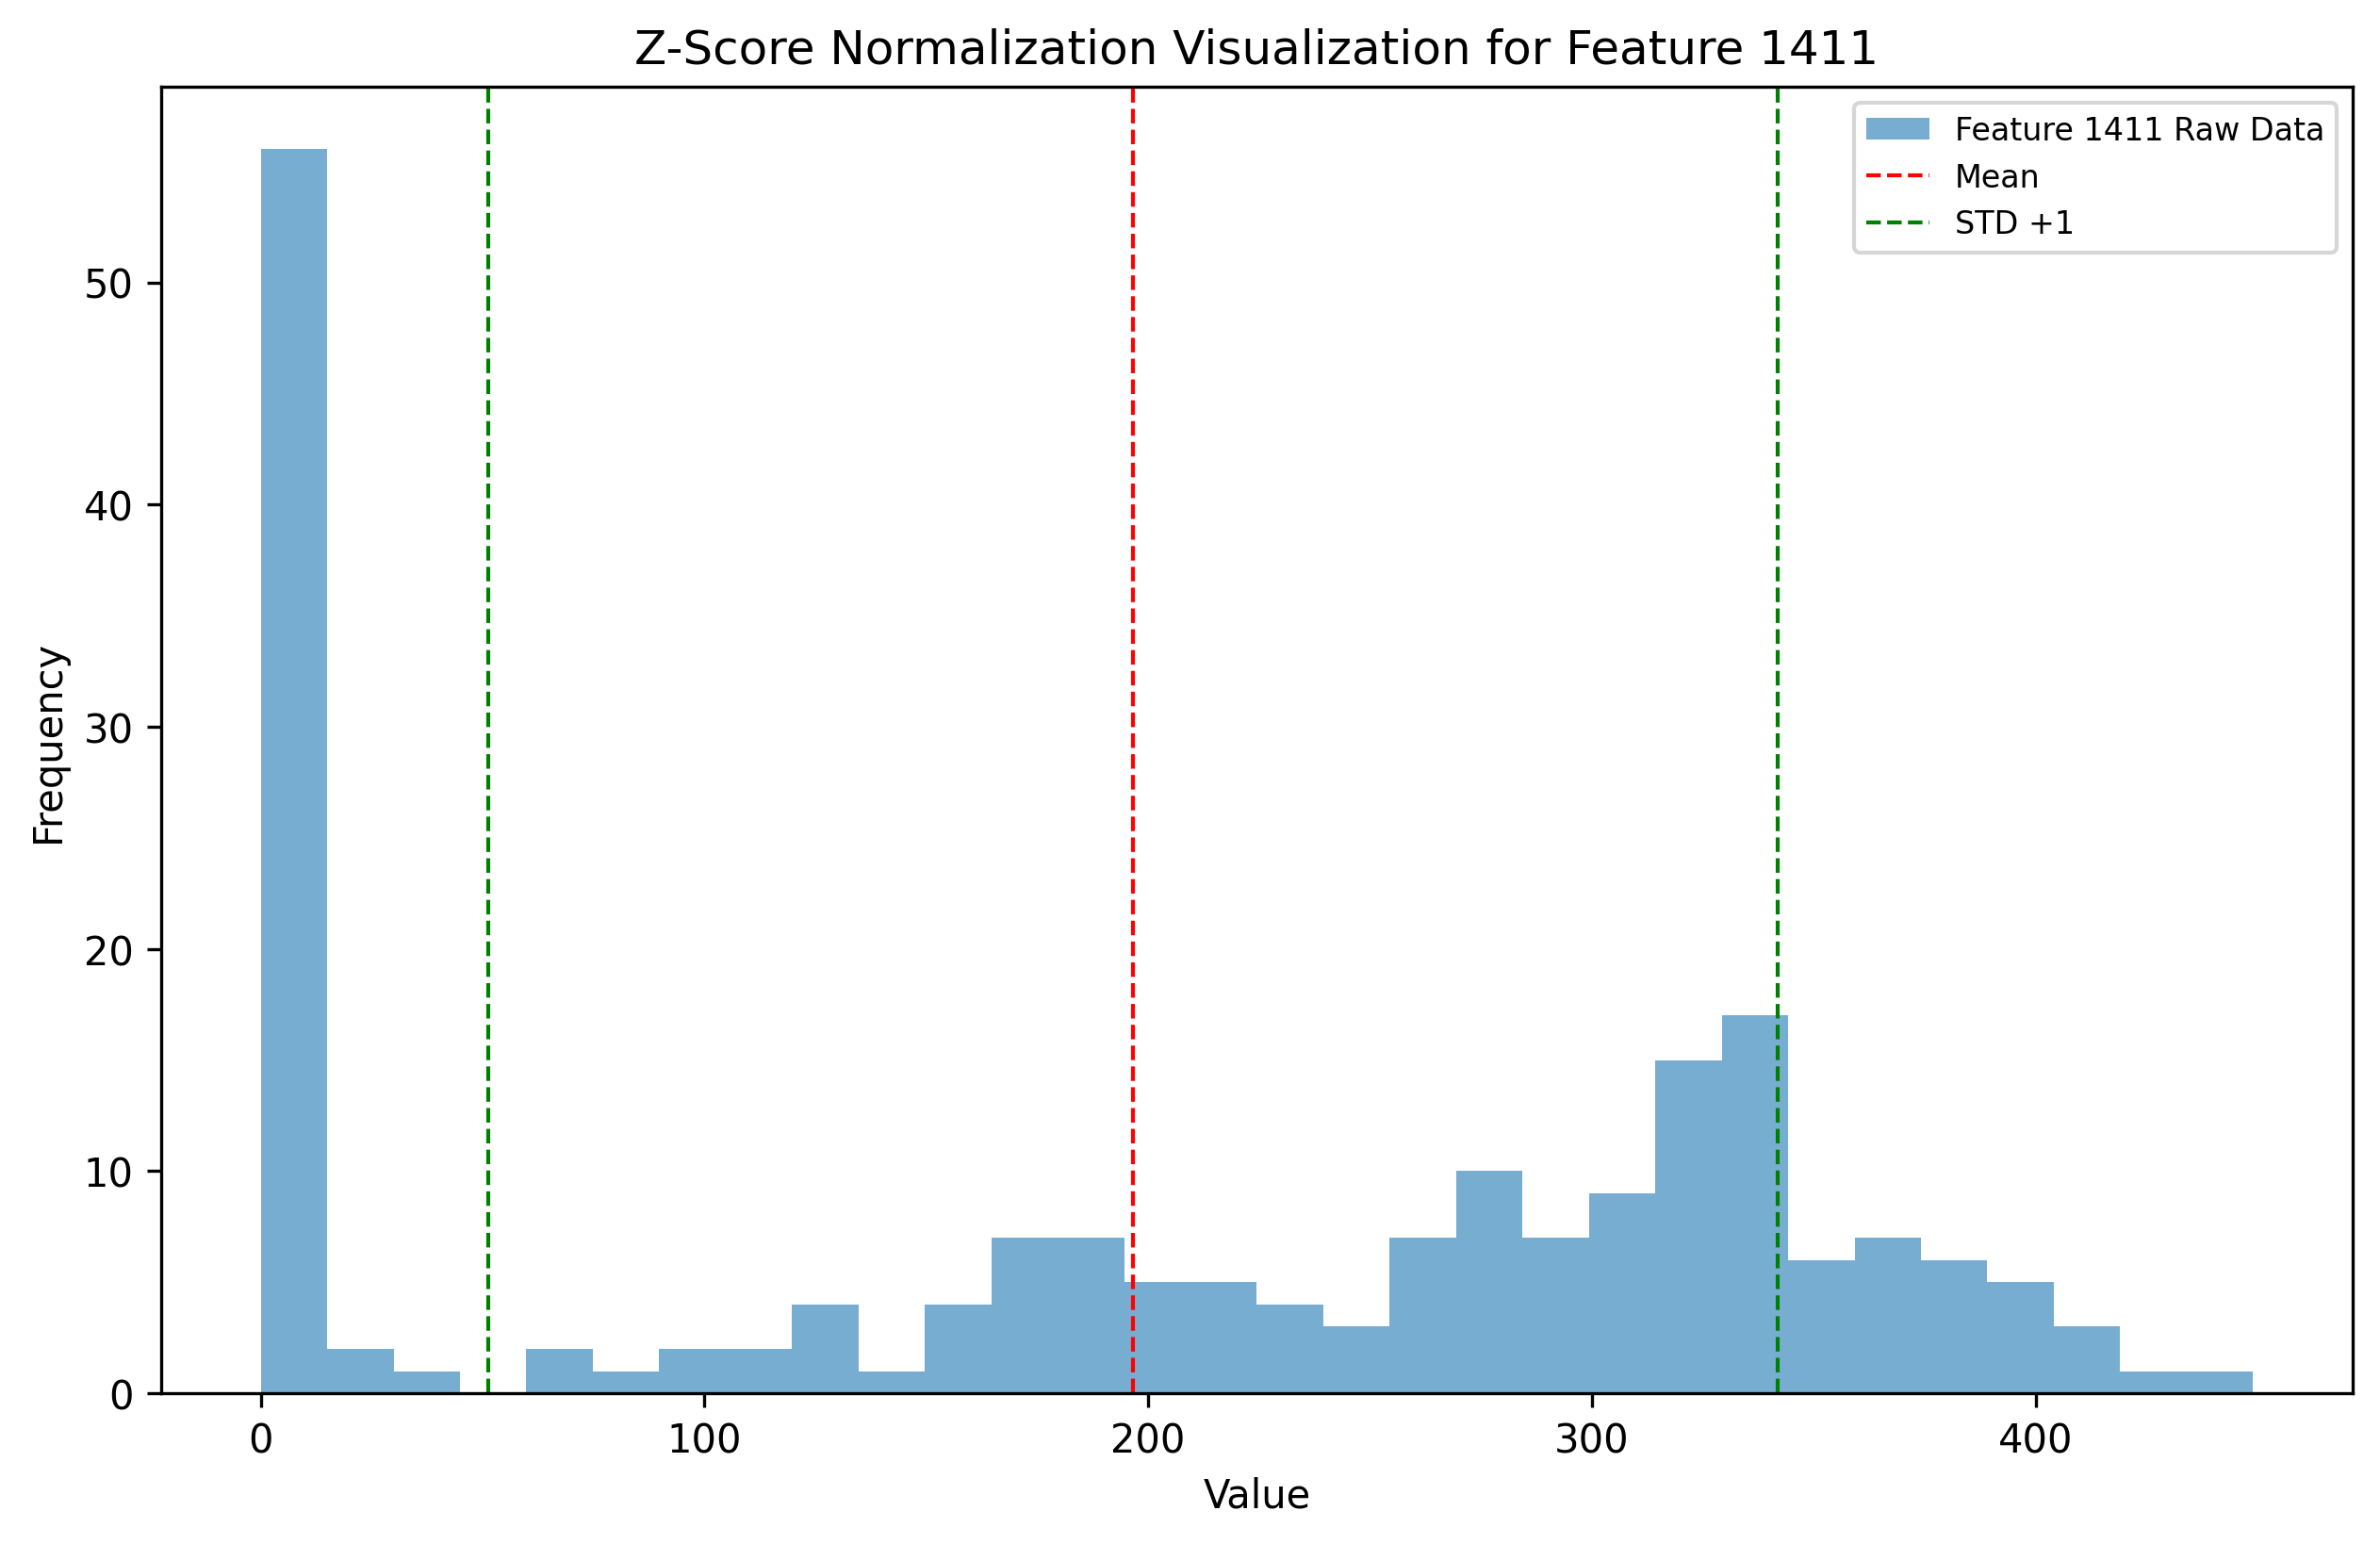 Z-Score Normalization Visualization for Feature 1411
Feature 1411 Raw Data
Mean
STD +1
50
40
30
20
10
0
Frequency
0 100 200 300 400
Value